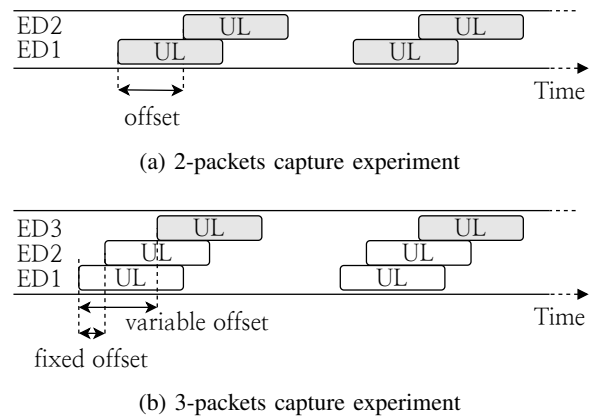 ED2 UL UL
ED1 UL UL
Time
offset
(a) 2-packets capture experiment
ED3 UL UL
ED2 UL UL
ED1 UL UL
variable offset Time
fixed offset
(b) 3-packets capture experiment